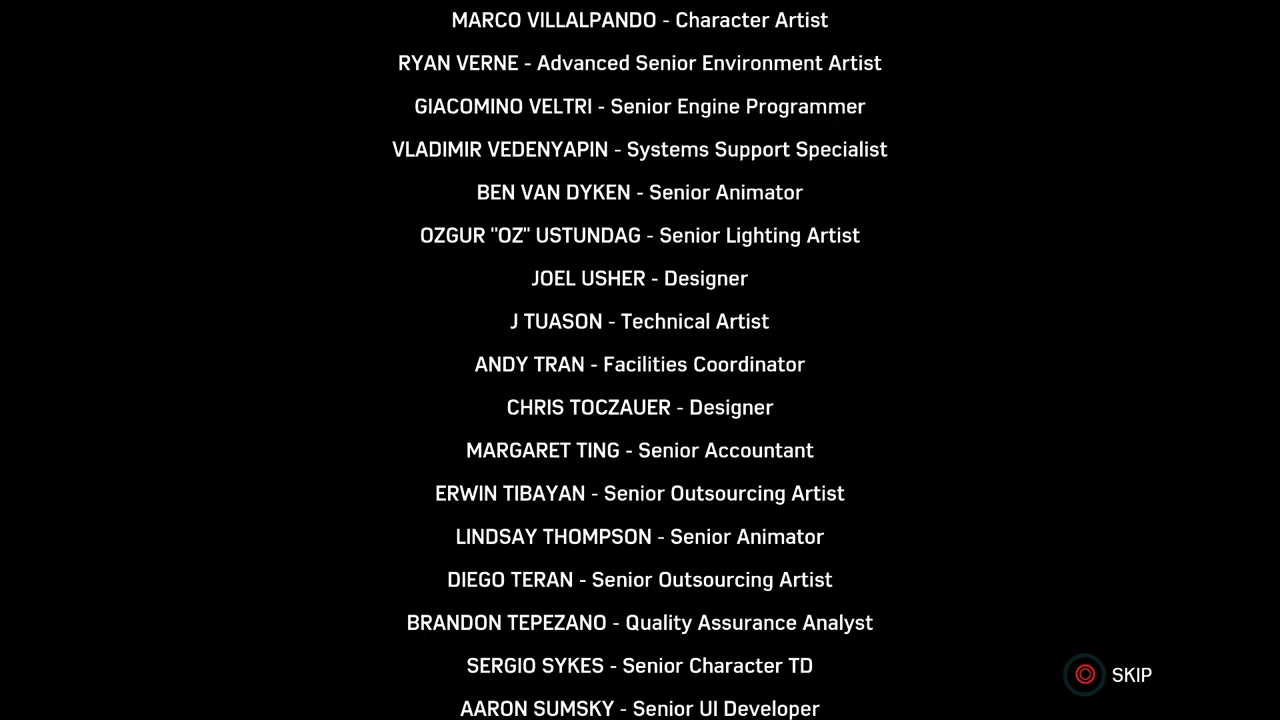 MARCO VILLALPANDO - Character Artist
RYAN VERNE - Advanced Senior Environment Artist
GIACOMINO VELTRI - Senior Engine Programmer
VLADIMIR VEDENYAPIN - Systems Support Specialist
BEN VAN DYKEN - Senior Animator
OZGUR "OZ" USTUNDAG - Senior Lighting Artist
JOEL USHER - Designer
J TUASON - Technical Artist
ANDY TRAN - Facilities Coordinator
CHRIS TOCZAUER - Designer
MARGARET TING - Senior Accountant
ERWIN TIBAYAN - Senior Outsourcing Artist
LINDSAY THOMPSON - Senior Animator
DIEGO TERAN - Senior Outsourcing Artist
BRANDON TEPEZANO - Quality Assurance Analyst
SERGIO SYKES - Senior Character TD
SKIP
AARON SUMSKY - Senior UI Developer